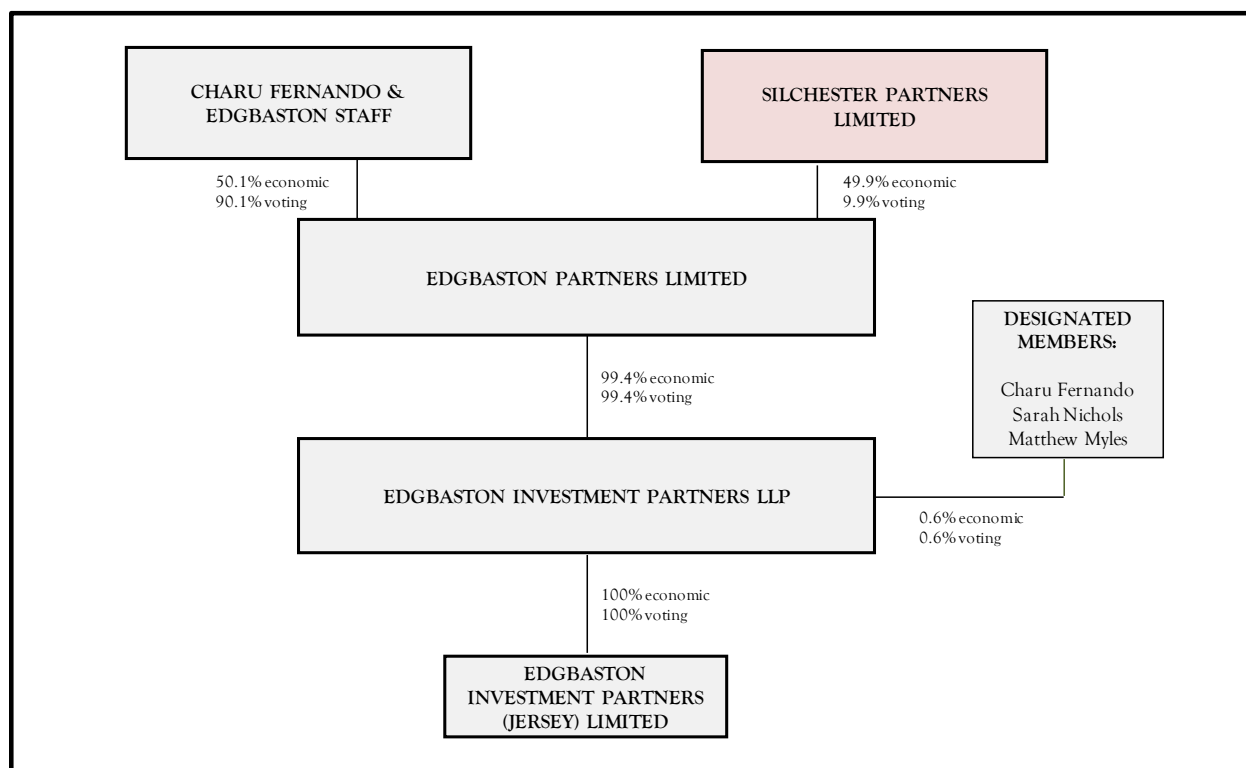 CHARU FERNANDO &
EDGBASTON STAFF
SILCHESTER PARTNERS
LIMITED
50.1% economic
90.1% voting
49.9% economic
9.9% voting
EDGBASTON PARTNERS LIMITED
DESIGNATED
MEMBERS:
Charu Fernando
Sarah Nichols
Matthew Myles
99.4% economic
99.4% voting
EDGBASTON INVESTMENT PARTNERS LLP
0.6% economic
0.6% voting
100% economic
100% voting
EDGBASTON
INVESTMENT PARTNERS
(JERSEY) LIMITED